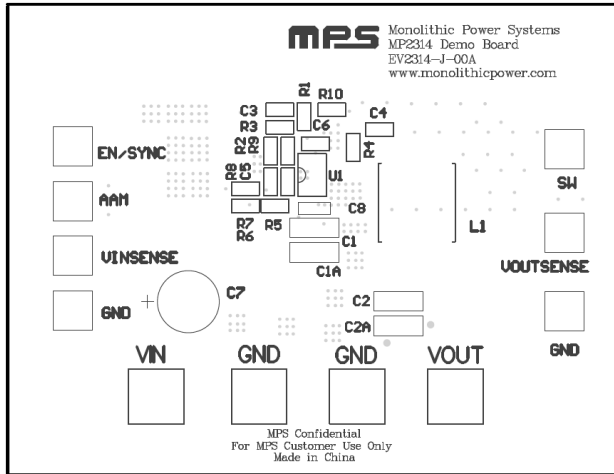 MPS
Monolithic Power Systems
MP2314 Demo Board
EV2314-J-00A
www.monolithicpower.com
R1
R10
C3
C4
R3
C6
R2
R9
R4
EN/SYNC
R8
C5
U1
SW
AAM
R7
R5
C8
R6
C1
L1
VINSENSE
C1A
VOUTSENSE
+
C7
GND
C2
C2A
GND
VIN
GND
GND
VOUT
MPS Confidential
For MPS Customer Use Only
Made in China